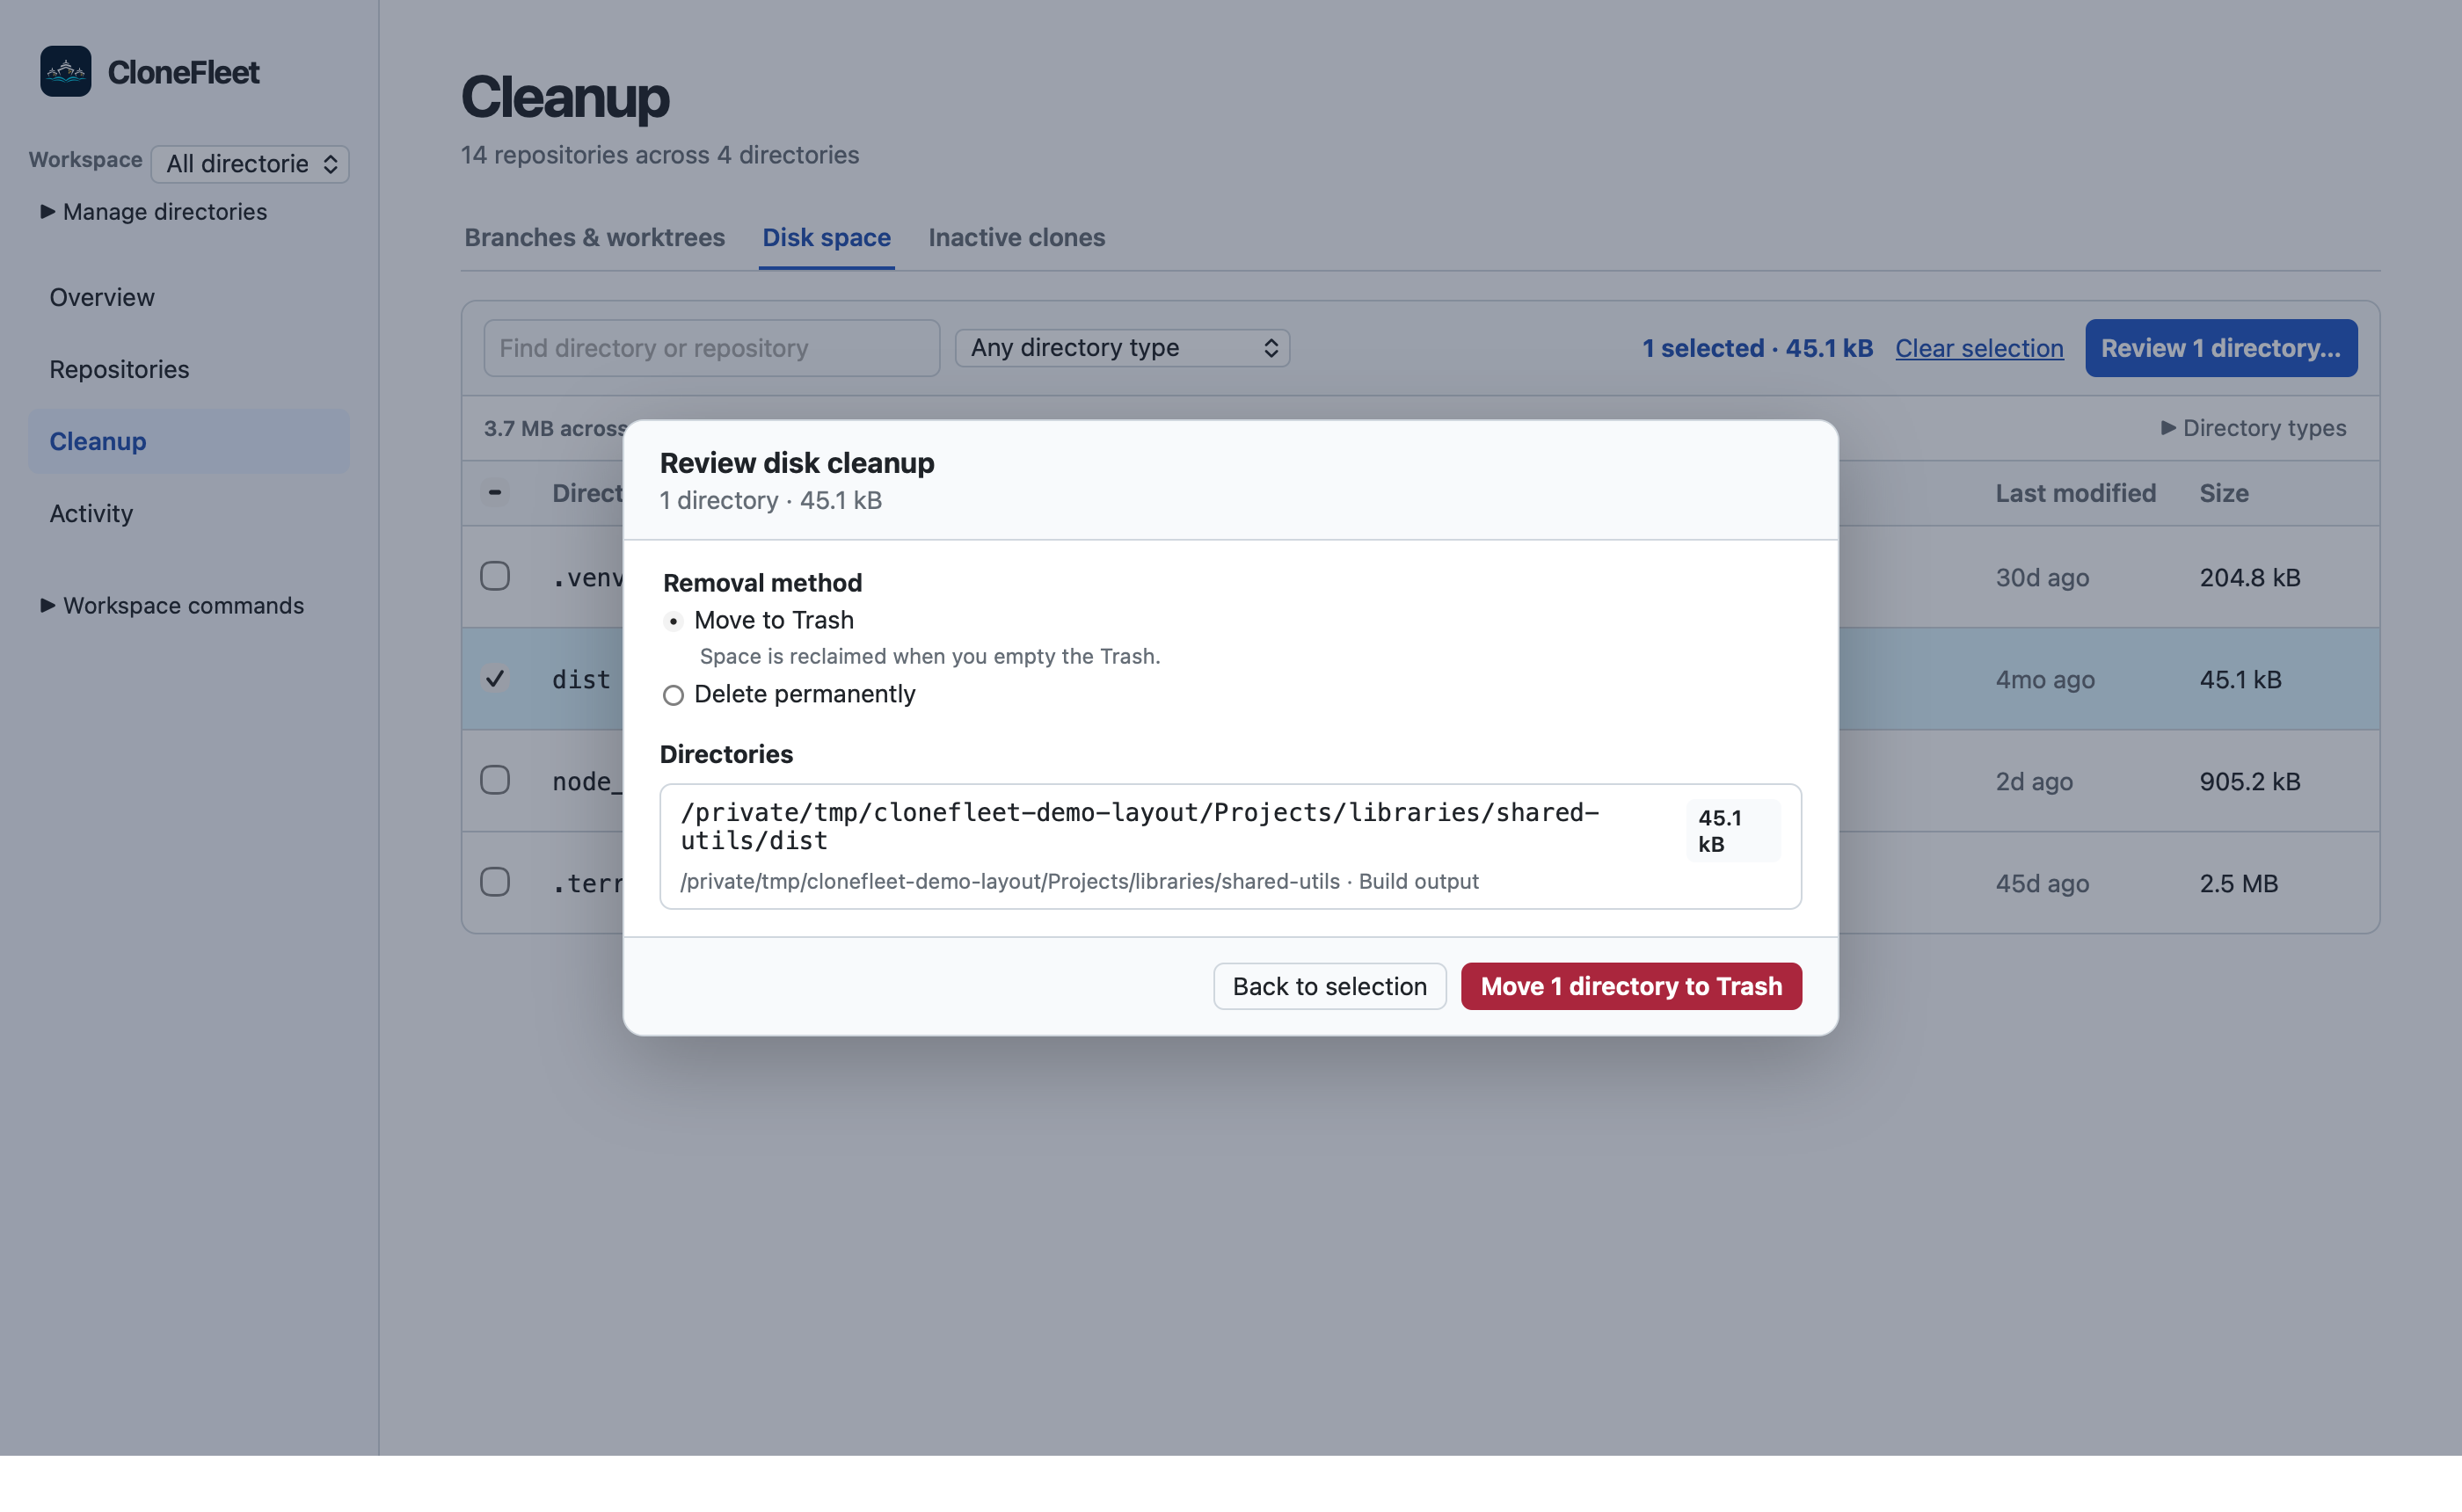 CloneFleet
Workspace All directorie
Manage directories
Overview
Repositories
Cleanup
Activity
Workspace commands
Cleanup
14 repositories across 4 directories
Branches & worktrees Disk space Inactive clones
Find directory or repository Any directory type 1 selected · 45.1 kB Clear selection Review 1 directory...
3.7 MB across Directory types
Direct Last modified Size
.venv 30d ago 204.8 kB
dist 4mo ago 45.1 kB
node_ 2d ago 905.2 kB
.terr 45d ago 2.5 MB
Review disk cleanup
1 directory · 45.1 kB
Removal method
Move to Trash
Space is reclaimed when you empty the Trash.
Delete permanently
Directories
/private/tmp/clonefleet-demo-layout/Projects/libraries/shared-
utils/dist
45.1
kB
/private/tmp/clonefleet-demo-layout/Projects/libraries/shared-utils · Build output
Back to selection Move 1 directory to Trash